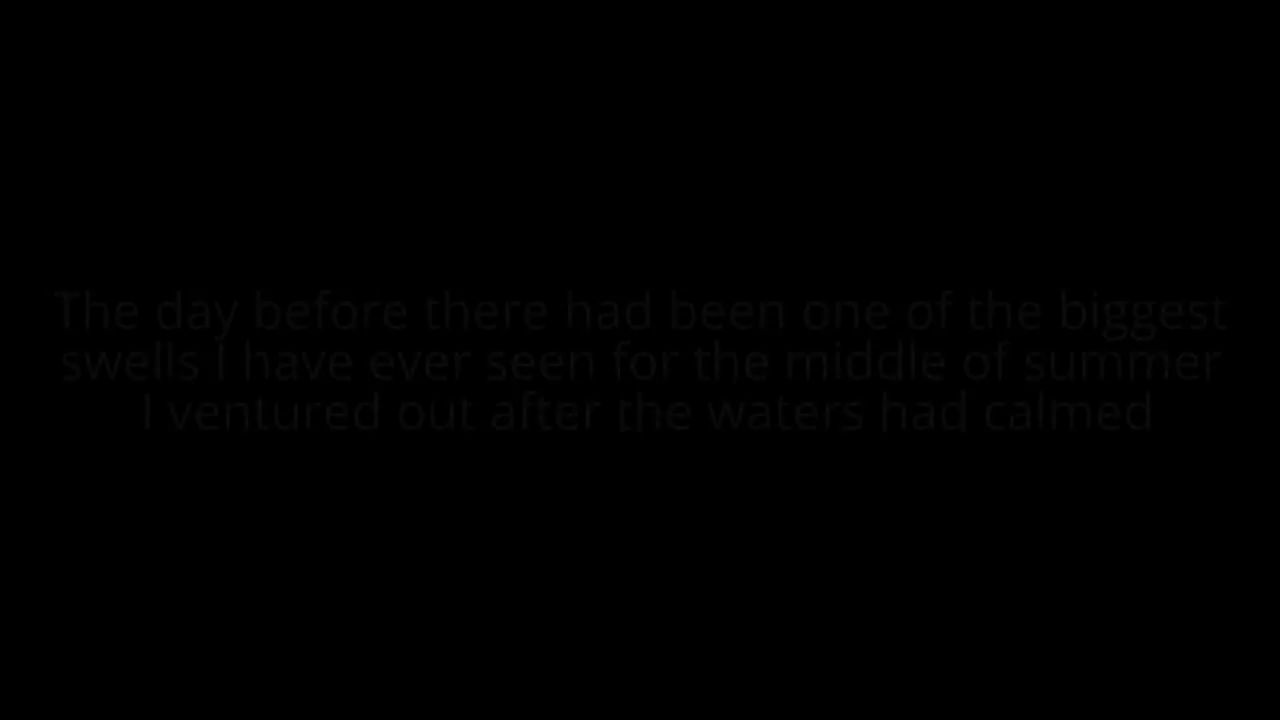 The day before there had been one of the biggest
swells I have ever seen for the middle of summer
I ventured out after the waters had calmed